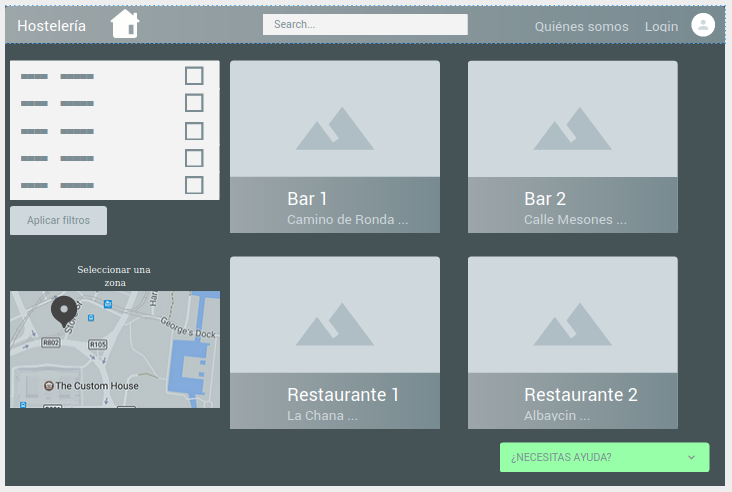 Hostelería
Search...
Quiénes somos
Login
Aplicar filtros
Seleccionar una
zona
George's Dock
R802
R105
The Custom House
Bar 1
Camino de Ronda ...
Bar 2
Calle Mesones ...
Restaurante 1
La Chana ...
Restaurante 2
Albaycin ...
¿NECESITAS AYUDA?